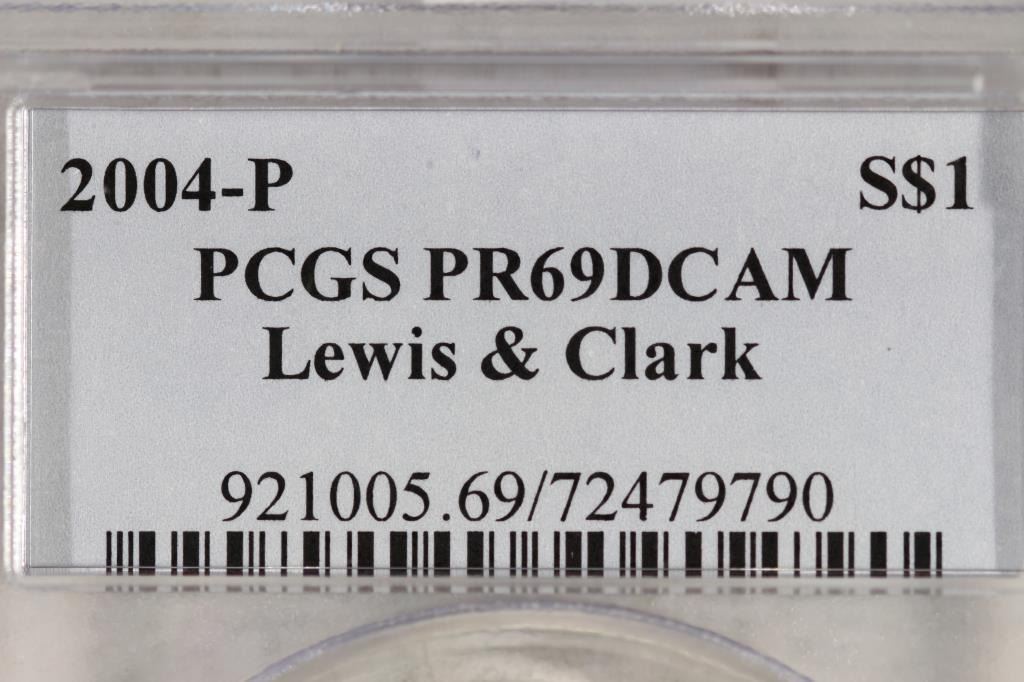 2004-P S$1
PCGS PR69DCAM
Lewis & Clark
921005.69/72479790